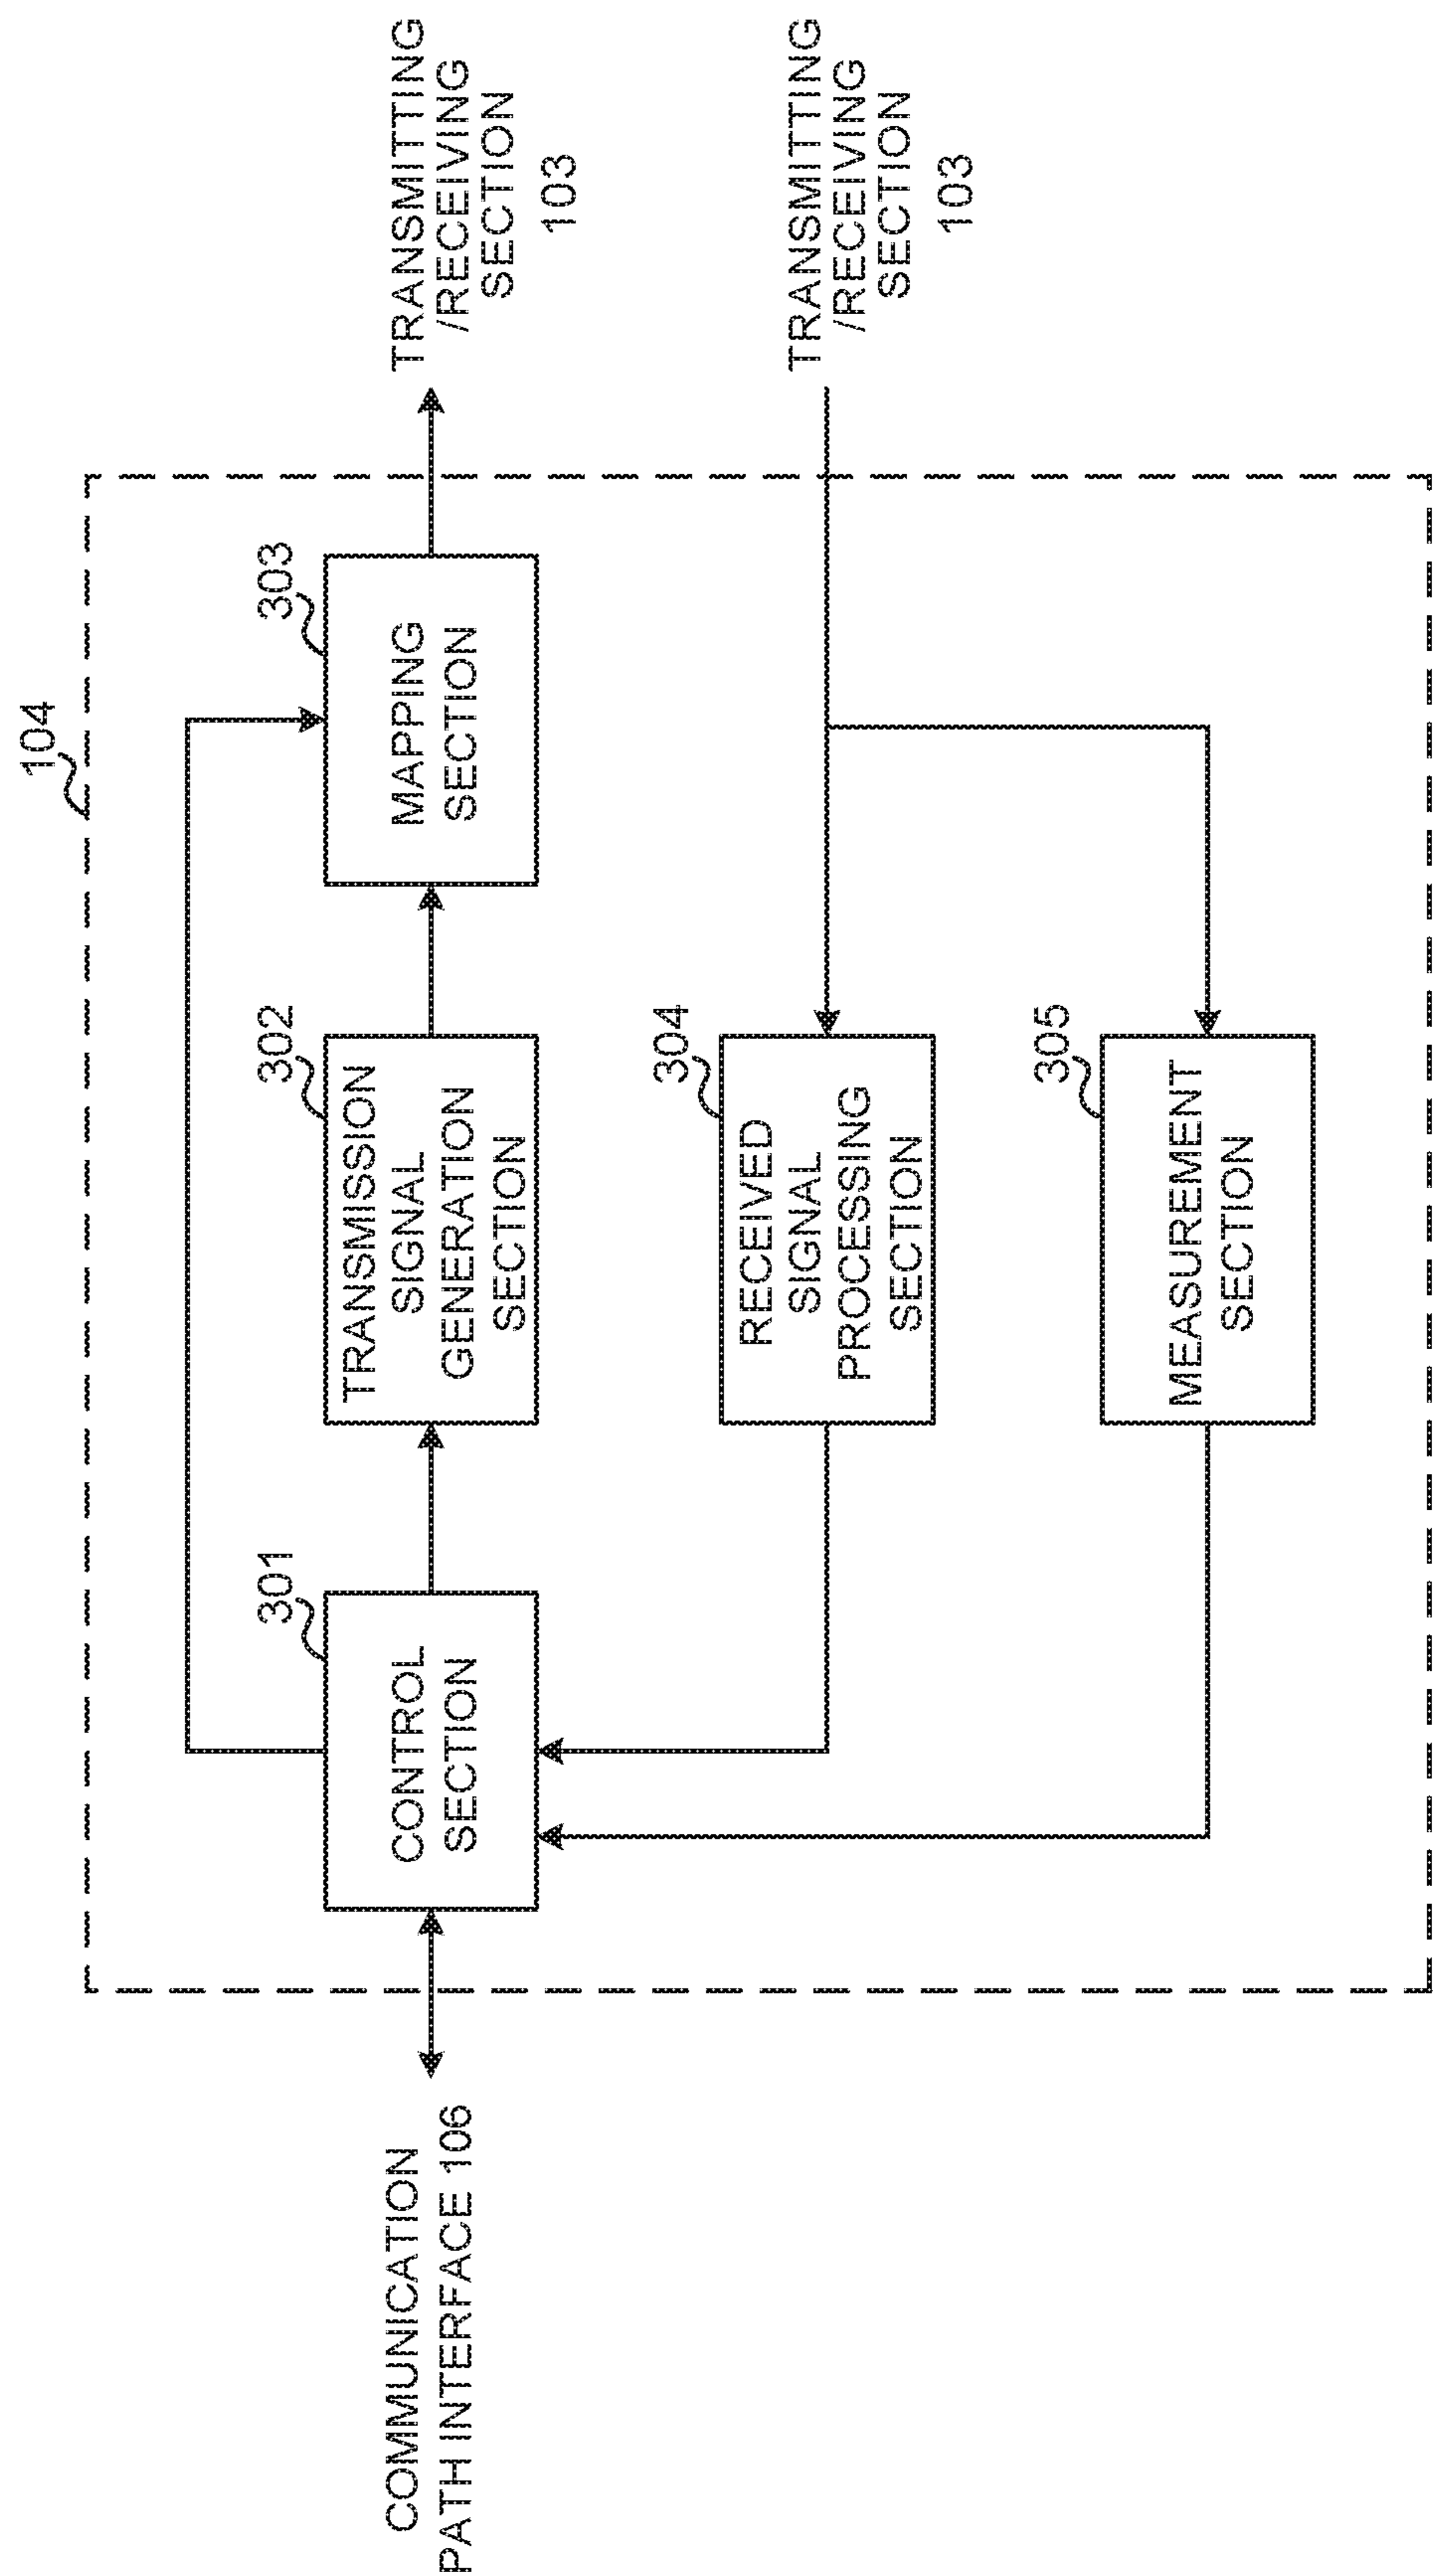 104
COMMUNICATION
PATH INTERFACE 106
301
CONTROL
SECTION
302
TRANSMISSION
SIGNAL
GENERATION
SECTION
303
MAPPING
SECTION
TRANSMITTING
/RECEIVING
SECTION
103
304
RECEIVED
SIGNAL
PROCESSING
SECTION
TRANSMITTING
/RECEIVING
SECTION
103
305
MEASUREMENT
SECTION